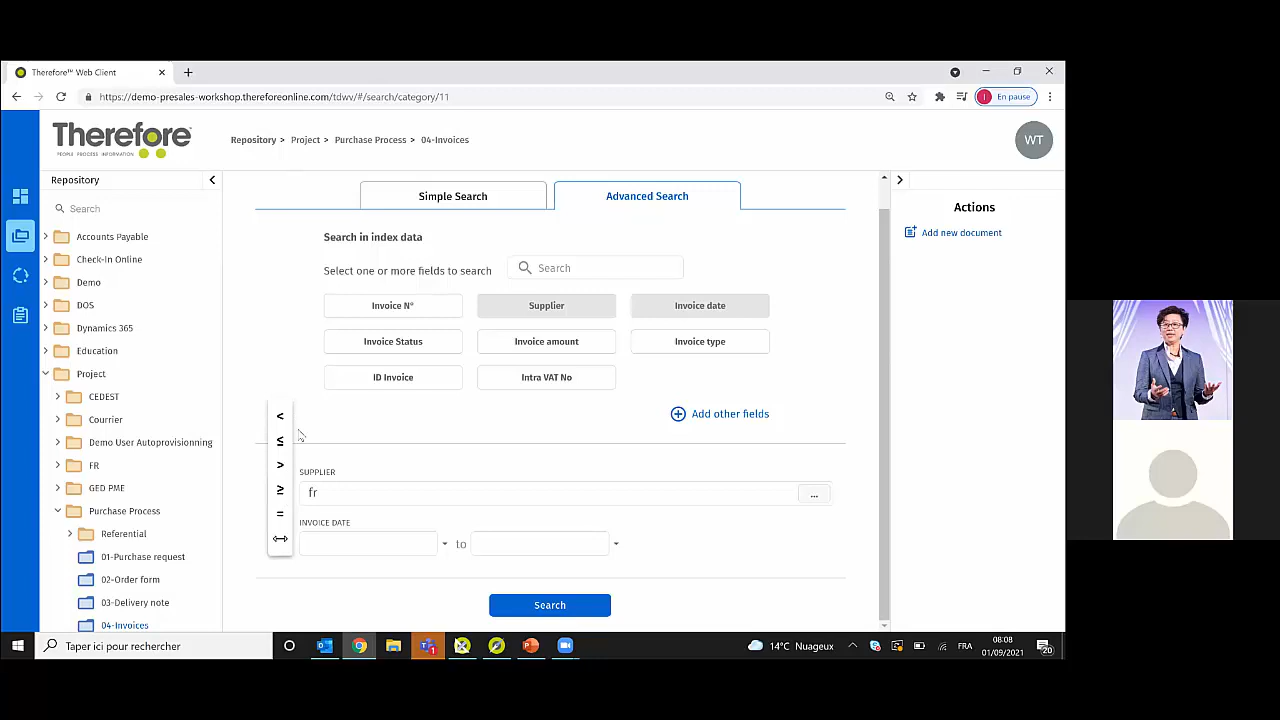 Therefore™ Web Client
https://demo-presales-workshop.thereforeonline.com/tdwv/#/search/category/11
En pause
Therefore
PEOPLE PROCESS INFORMATION
Repository > Project > Purchase Process > 04-Invoices
WT
Repository
Search
Accounts Payable
Check-In Online
Demo
DOS
Dynamics 365
Education
Project
CEDEST
Courrier
Demo User Autoprovisionning
FR
GED PME
Purchase Process
Referential
01-Purchase request
02-Order form
03-Delivery note
04-Invoices
Simple Search
Advanced Search
Search in index data
Select one or more fields to search
Search
Invoice N°
Supplier
Invoice date
Invoice Status
Invoice amount
Invoice type
ID Invoice
Intra VAT No
Add other fields
<
≤
>
≥
=
SUPPLIER
fr
...
INVOICE DATE
to
Search
Actions
Add new document
Taper ici pour rechercher
14°C Nuageux
FRA
08:08
01/09/2021
20